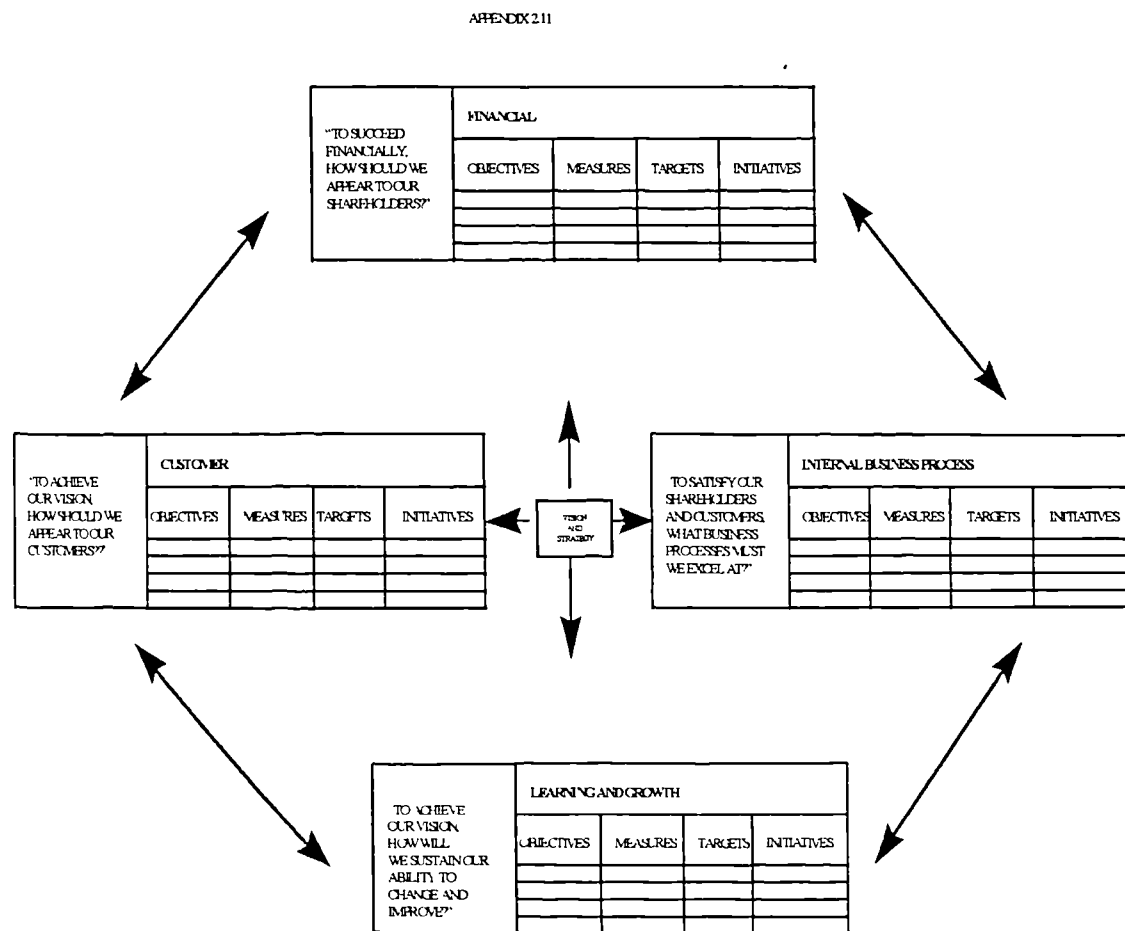 APPENDIX 2.11
FINANCIAL
"TO SUCCEED
FINANCIALLY,
HOW SHOULD WE
APPEAR TO OUR
SHAREHOLDERS?"
OBJECTIVES MEASURES TARGETS INITIATIVES
CUSTOMER
"TO ACHIEVE
OUR VISION,
HOW SHOULD WE
APPEAR TO OUR
CUSTOMERS?"
OBJECTIVES MEASURES TARGETS INITIATIVES
VISION
AND
STRATEGY
INTERNAL BUSINESS PROCESS
"TO SATISFY OUR
SHAREHOLDERS
AND CUSTOMERS,
WHAT BUSINESS
PROCESSES MUST
WE EXCEL AT?"
OBJECTIVES MEASURES TARGETS INITIATIVES
LEARNING AND GROWTH
"TO ACHIEVE
OUR VISION,
HOW WILL
WE SUSTAIN OUR
ABILITY TO
CHANGE AND
IMPROVE?"
OBJECTIVES MEASURES TARGETS INITIATIVES